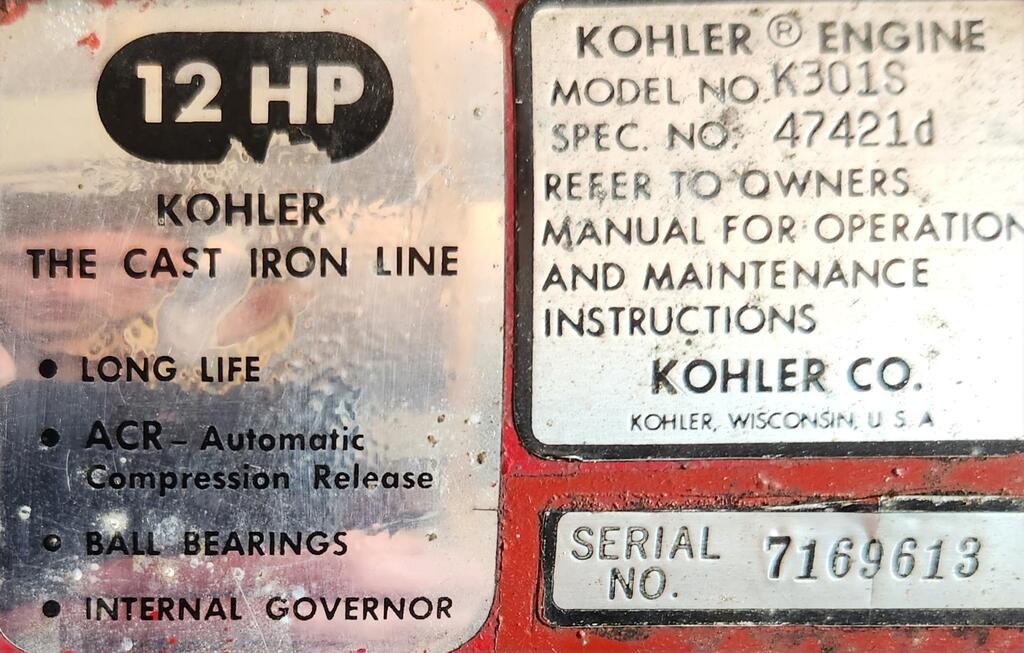 12 HP
KOHLER
THE CAST IRON LINE
• LONG LIFE
• ACR – Automatic
Compression Release
• BALL BEARINGS
• INTERNAL GOVERNOR
KOHLER ® ENGINE
MODEL NO. K301S
SPEC. NO. 47421d
REFER TO OWNERS
MANUAL FOR OPERATION
AND MAINTENANCE
INSTRUCTIONS
KOHLER CO.
KOHLER, WISCONSIN, U S A
SERIAL
NO. 7169613